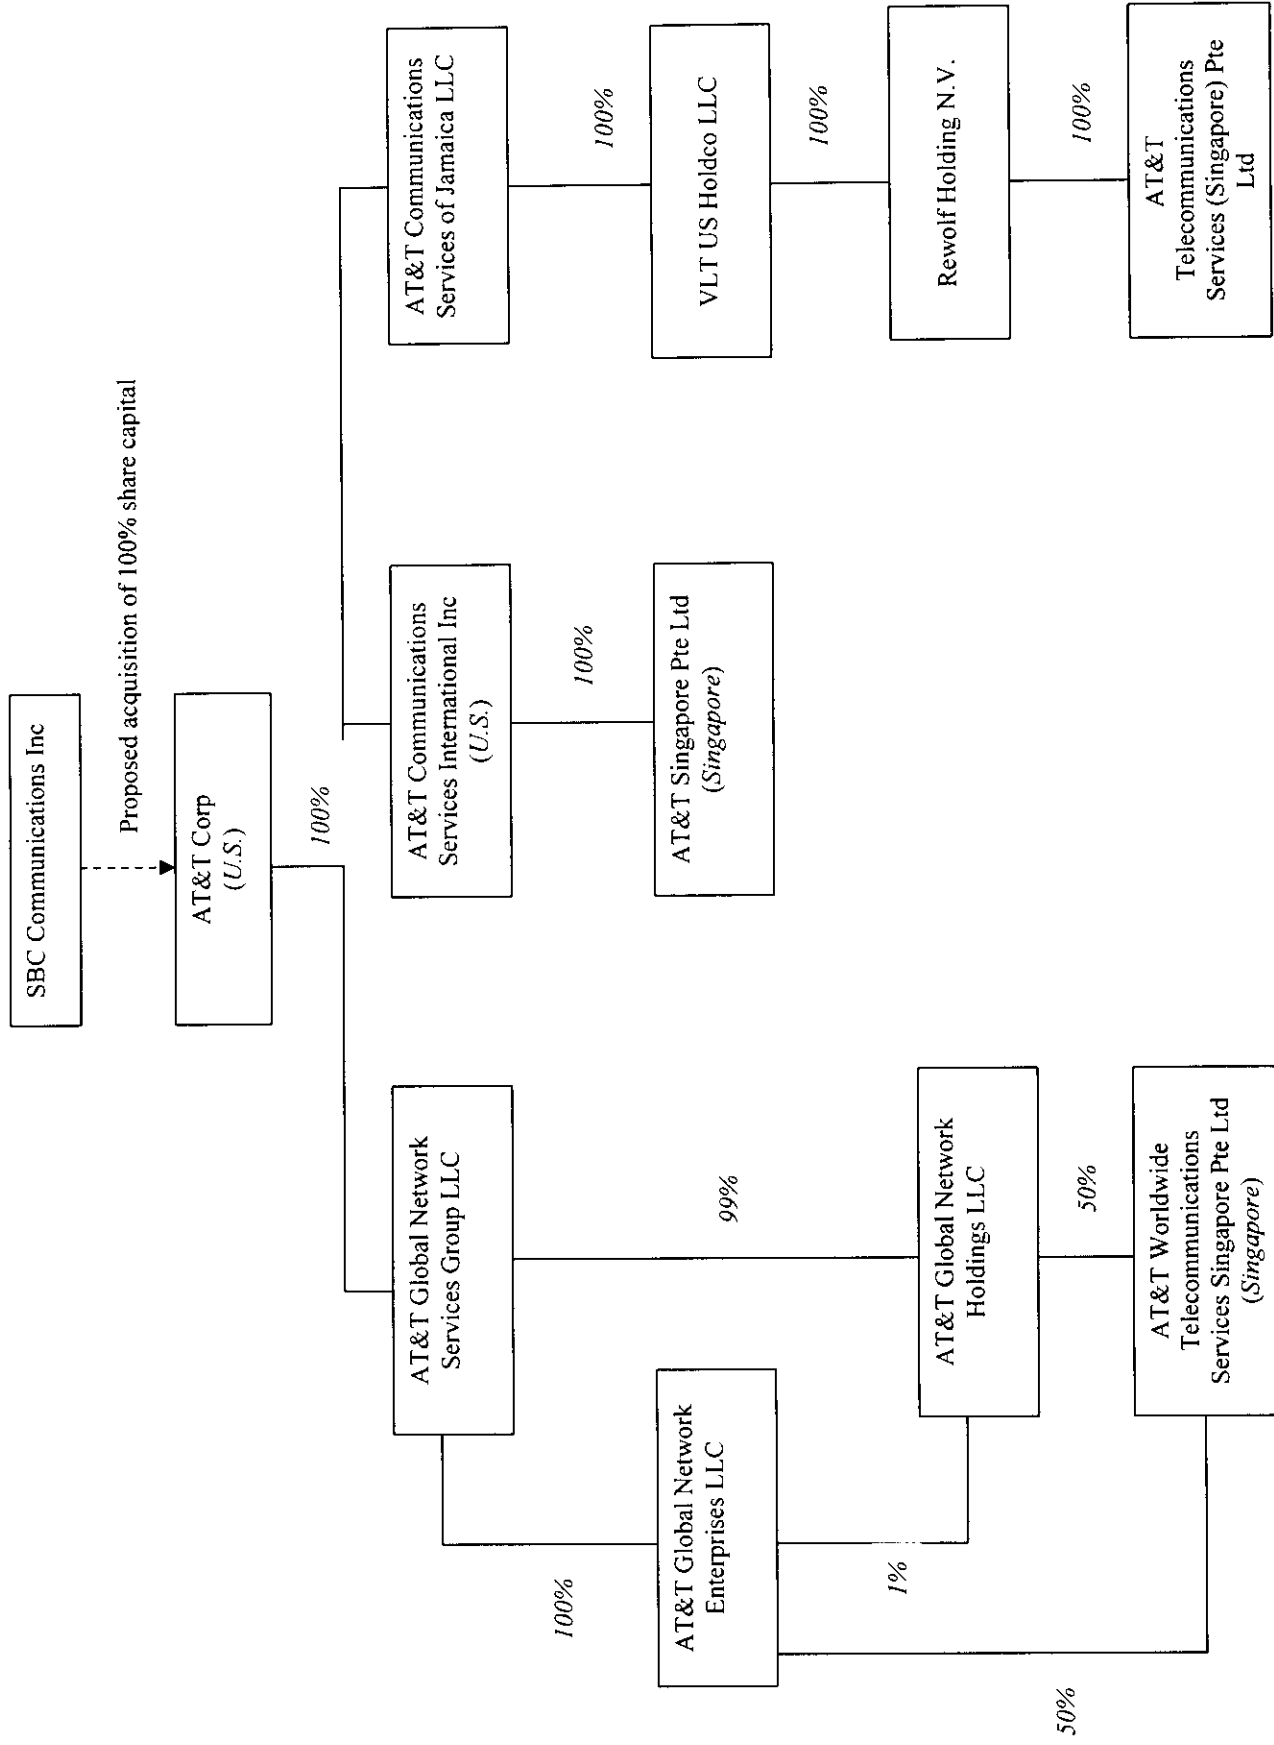 SBC Communications Inc
Proposed acquisition of 100% share capital
AT&T Corp
(U.S.)
100%
AT&T Global Network
Services Group LLC
AT&T Communications
Services International Inc
(U.S.)
AT&T Communications
Services of Jamaica LLC
100%
99%
100%
100%
AT&T Global Network
Enterprises LLC
AT&T Singapore Pte Ltd
(Singapore)
VLT US Holdco LLC
1%
100%
AT&T Global Network
Holdings LLC
Rewolf Holding N.V.
50%
50%
100%
AT&T Worldwide
Telecommunications
Services Singapore Pte Ltd
(Singapore)
AT&T
Telecommunications
Services (Singapore) Pte
Ltd